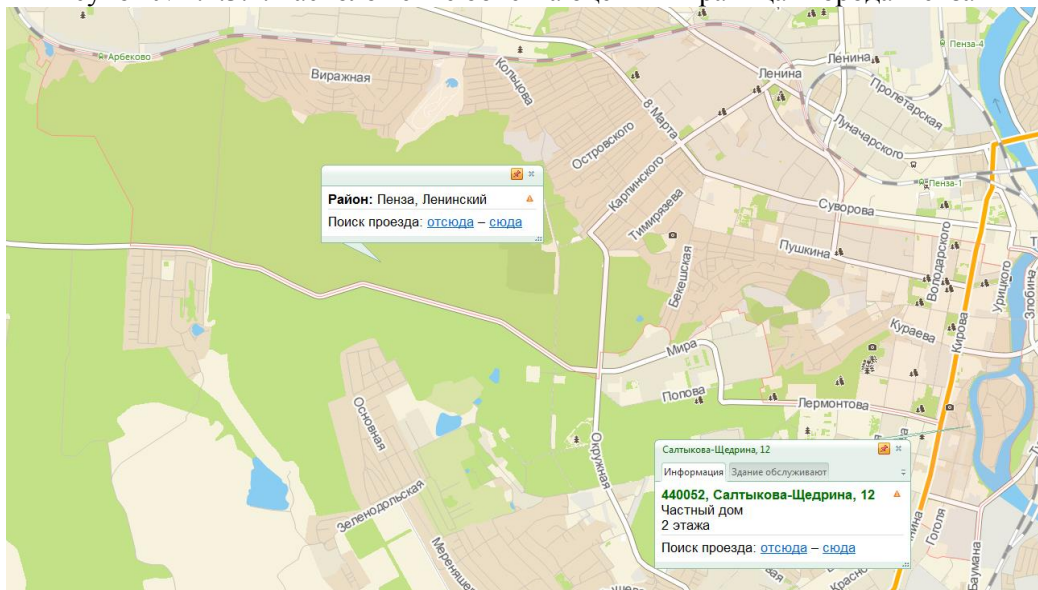 Арбеково
Виражная
Кольцова
8 Марта
Ленина
Ленина
Пенза-4
Пролетарская
Луначарского
Островского
Карпинского
Тимирязева
Пенза-1
Суворова
Район: Пенза, Ленинский
Поиск проезда: отсюда – сюда
Пушкина
Володарского
Урицкого
Злобина
Бекешская
Кураева
Кирова
Мира
Попова
Лермонтова
Основная
Окружная
Салтыкова-Щедрина, 12
Информация
Здание обслуживают
440052, Салтыкова-Щедрина, 12
Частный дом
2 этажа
Поиск проезда: отсюда – сюда
Зеленодольская
Гоголя
Баумана